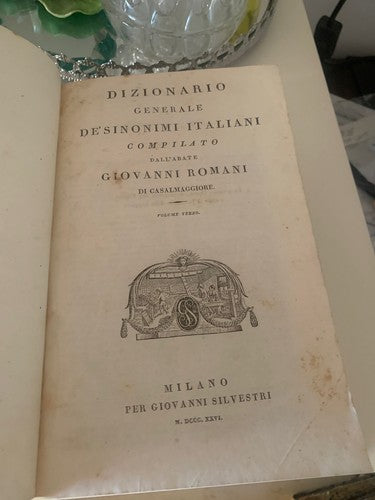 DIZIONARIO
GENERALE
DE'SINONIMI ITALIANI
COMPILATO
DALL'ABATE
GIOVANNI ROMANI
DI CASALMAGGIORE.
VOLUME TERZO.
GS
MILANO
PER GIOVANNI SILVESTRI
M. DCCC. XXVI.